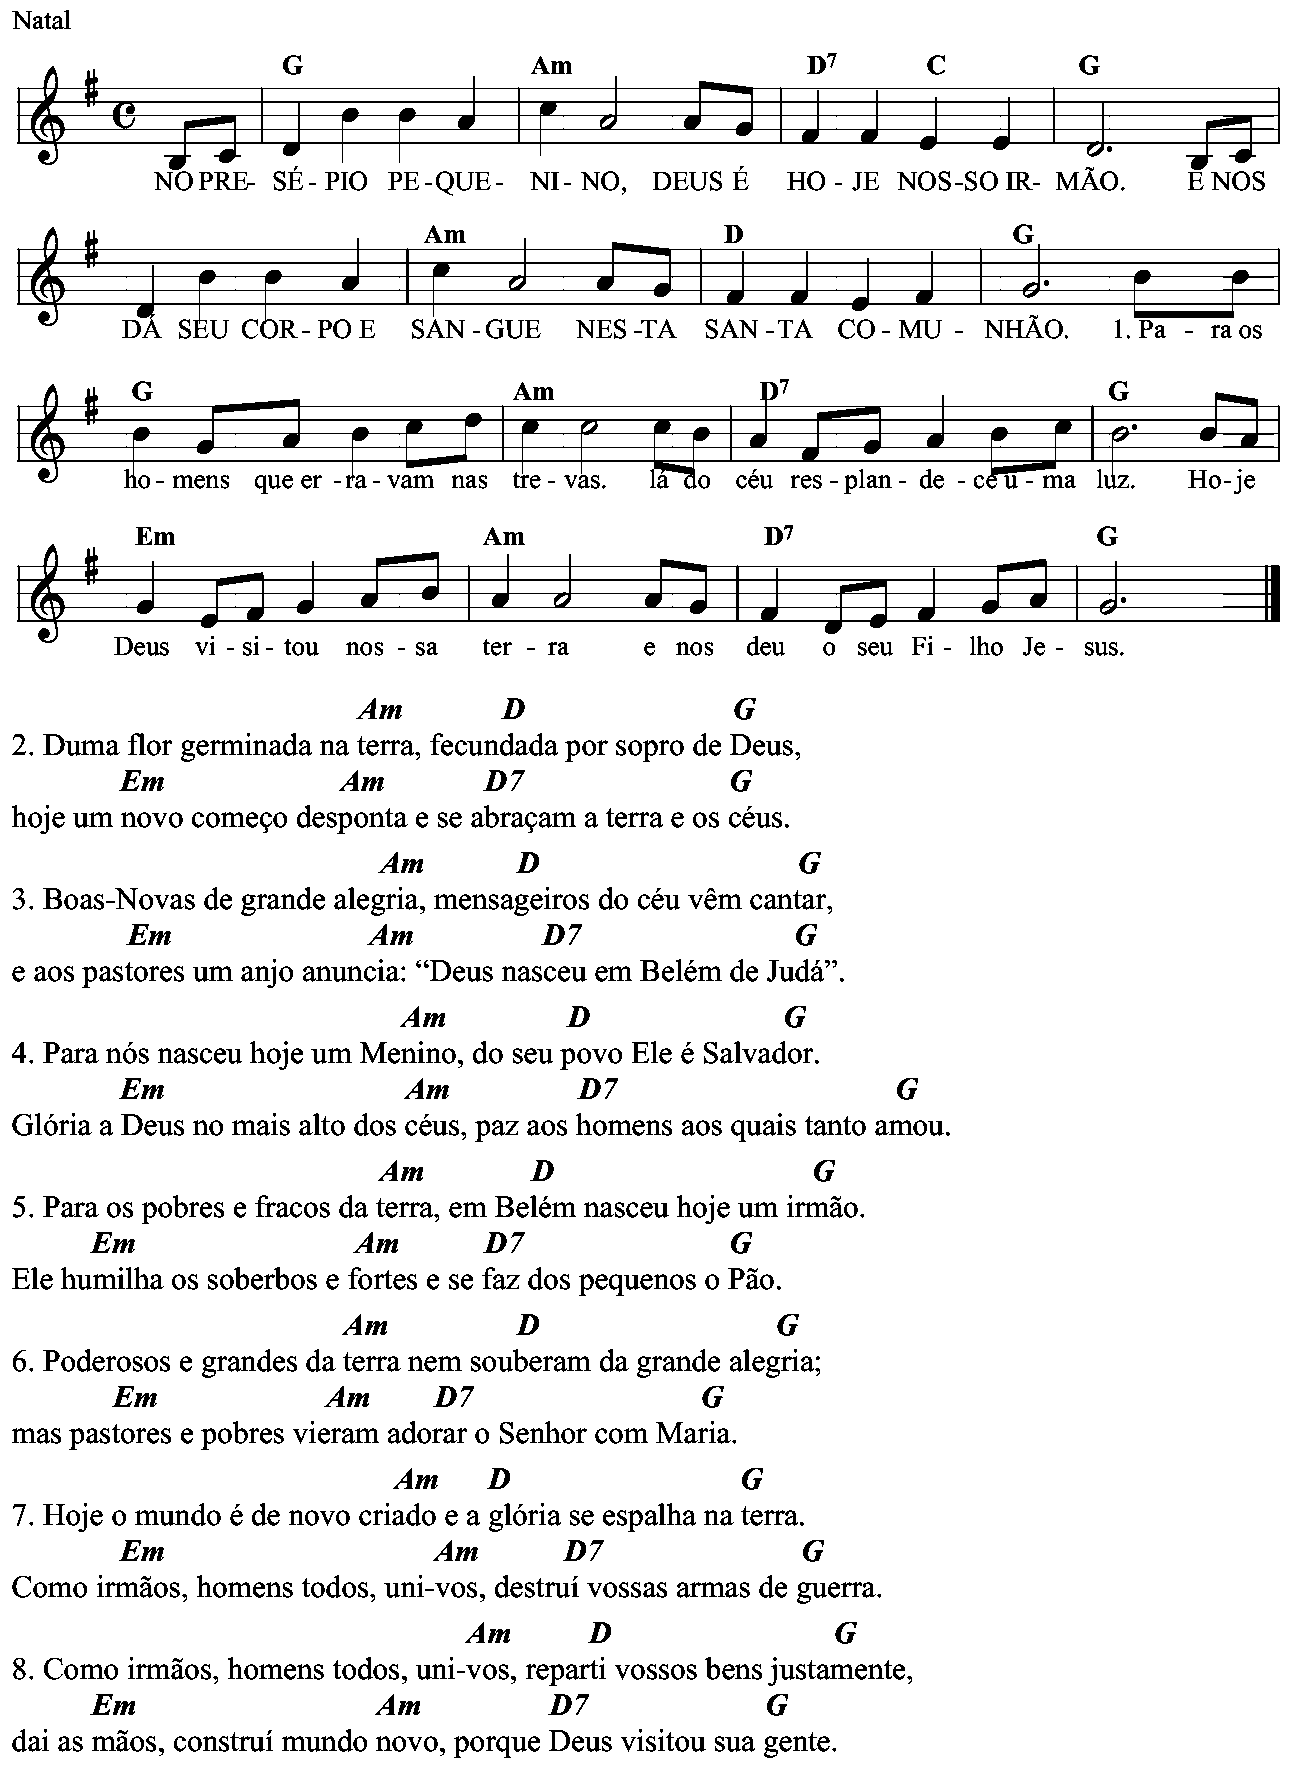 Natal
G Am D7 C G
NO PRE- SÉ - PIO PE - QUE - NI - NO, DEUS É HO - JE NOS-SO IR- MÃO. E NOS
Am D G
DÁ SEU COR - PO E SAN - GUE NES - TA SAN - TA CO - MU - NHÃO. 1. Pa - ra os
G Am D7 G
ho - mens que er - ra - vam nas tre - vas. lá do céu res - plan - de - ce u - ma luz. Ho - je
Em Am D7 G
Deus vi - si - tou nos - sa ter - ra e nos deu o seu Fi - lho Je - sus.
Am D G
2. Duma flor germinada na terra, fecundada por sopro de Deus,
Em Am D7 G
hoje um novo começo desponta e se abraçam a terra e os céus.
Am D G
3. Boas-Novas de grande alegria, mensageiros do céu vêm cantar,
Em Am D7 G
e aos pastores um anjo anuncia: “Deus nasceu em Belém de Judá”.
Am D G
4. Para nós nasceu hoje um Menino, do seu povo Ele é Salvador.
Em Am D7 G
Glória a Deus no mais alto dos céus, paz aos homens aos quais tanto amou.
Am D G
5. Para os pobres e fracos da terra, em Belém nasceu hoje um irmão.
Em Am D7 G
Ele humilha os soberbos e fortes e se faz dos pequenos o Pão.
Am D G
6. Poderosos e grandes da terra nem souberam da grande alegria;
Em Am D7 G
mas pastores e pobres vieram adorar o Senhor com Maria.
Am D G
7. Hoje o mundo é de novo criado e a glória se espalha na terra.
Em Am D7 G
Como irmãos, homens todos, uni-vos, destruí vossas armas de guerra.
Am D G
8. Como irmãos, homens todos, uni-vos, reparti vossos bens justamente,
Em Am D7 G
dai as mãos, construí mundo novo, porque Deus visitou sua gente.